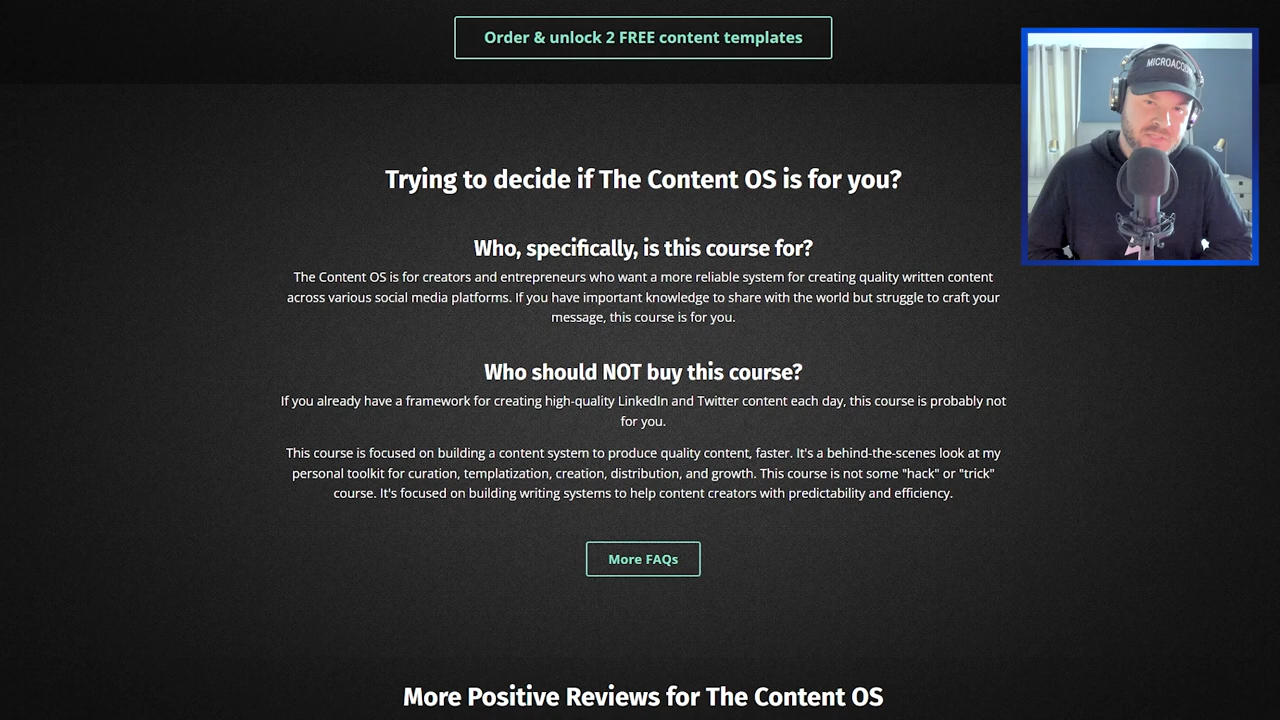 Order & unlock 2 FREE content templates
Trying to decide if The Content OS is for you?
Who, specifically, is this course for?
The Content OS is for creators and entrepreneurs who want a more reliable system for creating quality written content
across various social media platforms. If you have important knowledge to share with the world but struggle to craft your
message, this course is for you.
Who should NOT buy this course?
If you already have a framework for creating high-quality LinkedIn and Twitter content each day, this course is probably not
for you.
This course is focused on building a content system to produce quality content, faster. It's a behind-the-scenes look at my
personal toolkit for curation, templatization, creation, distribution, and growth. This course is not some "hack" or "trick"
course. It's focused on building writing systems to help content creators with predictability and efficiency.
More FAQs
More Positive Reviews for The Content OS